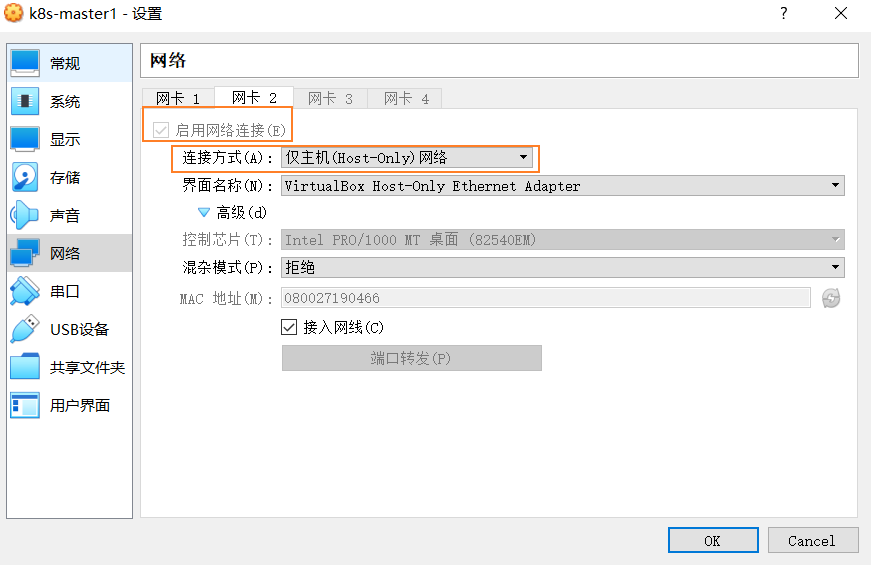 k8s-master1 - 设置
?
常规
系统
显示
存储
声音
网络
串口
USB设备
共享文件夹
用户界面
网络
网卡 1 网卡 2 网卡 3 网卡 4
启用网络连接(E)
连接方式(A): 仅主机(Host-Only)网络
界面名称(N): VirtualBox Host-Only Ethernet Adapter
高级(d)
控制芯片(T): Intel PRO/1000 MT 桌面 (82540EM)
混杂模式(P): 拒绝
MAC 地址(M): 080027190466
接入网线(C)
端口转发(P)
OK Cancel